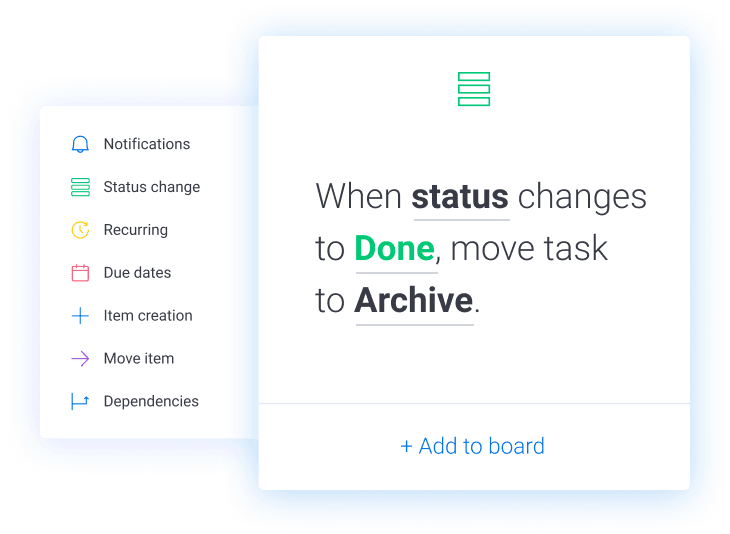 Notifications
Status change
Recurring
Due dates
Item creation
Move item
Dependencies
When status changes
to Done, move task
to Archive.
+ Add to board